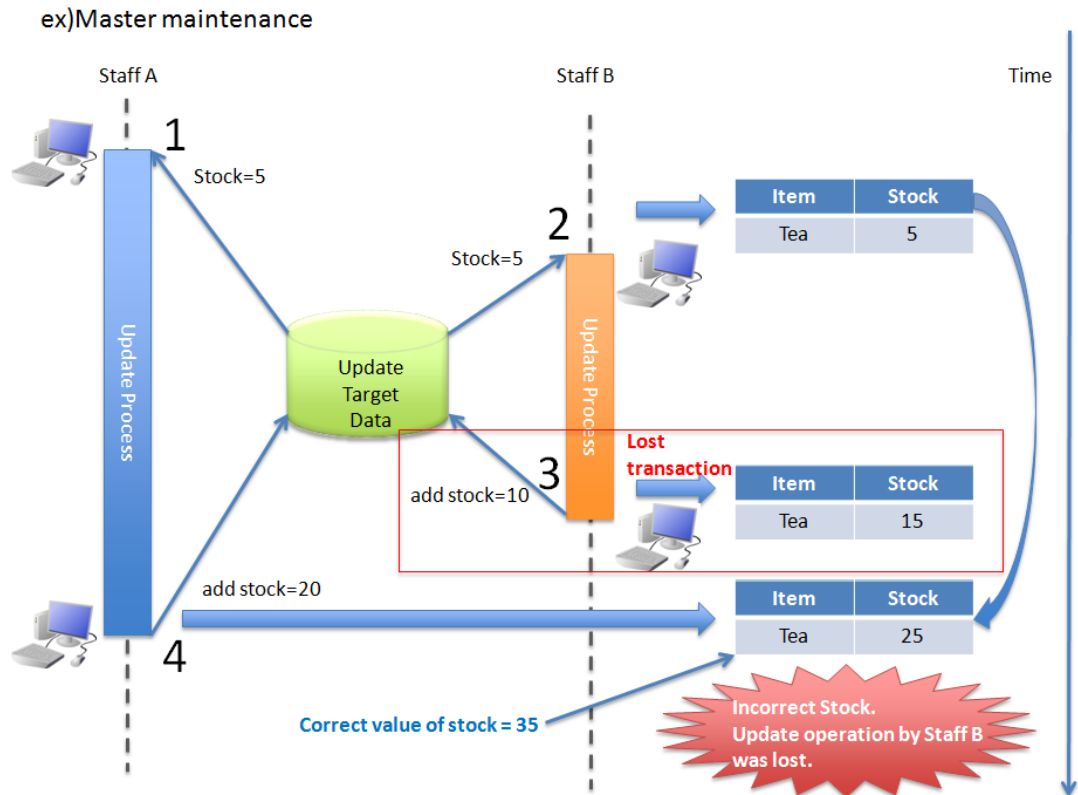 ex)Master maintenance
Staff A
Staff B
Time
1
Stock=5
2
Stock=5
Item Stock
Tea 5
Update Process
Update
Target
Data
Update Process
Lost
transaction
3
add stock=10
Item Stock
Tea 15
add stock=20
4
Item Stock
Tea 25
Correct value of stock = 35
Incorrect Stock.
Update operation by Staff B
was lost.